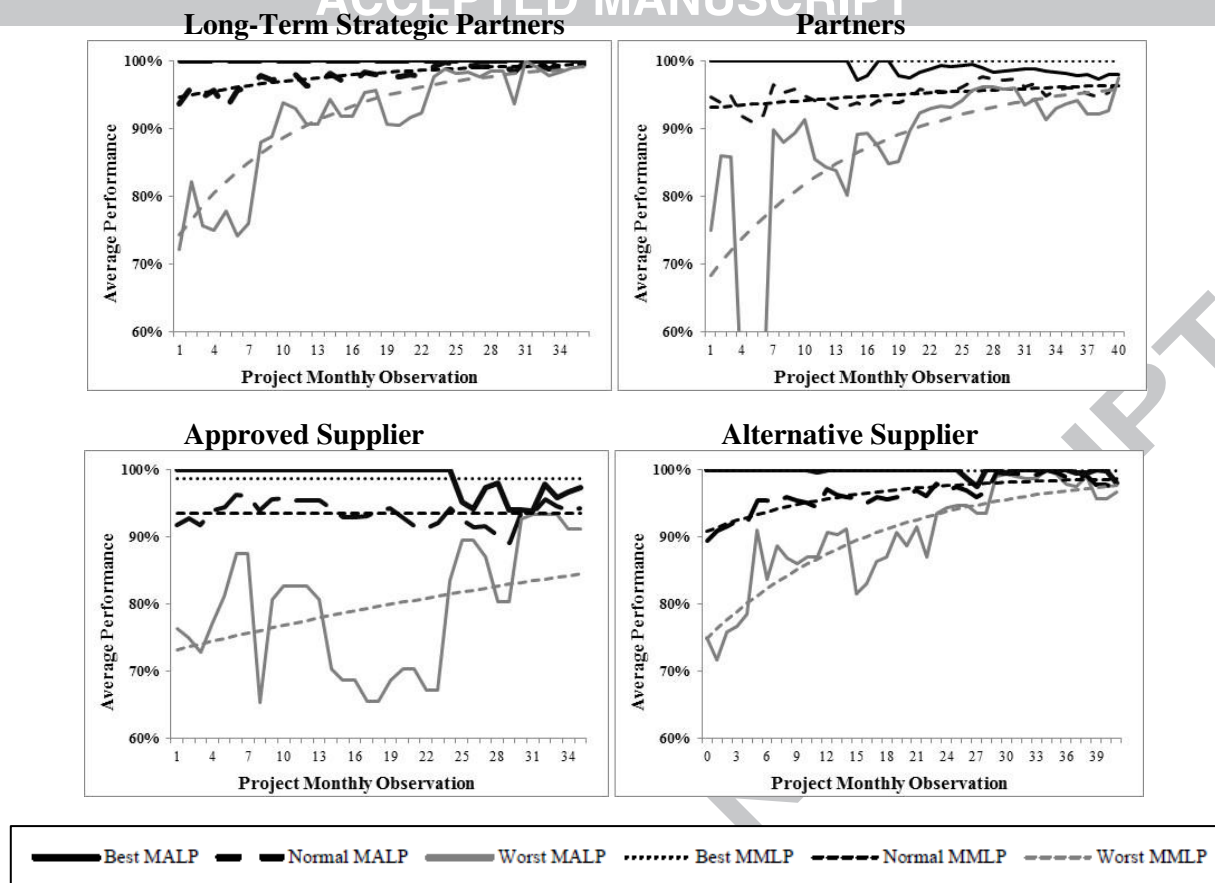 ACCEPTED MANUSCRIPT
Long-Term Strategic Partners
Partners
100%
90%
80%
70%
60%
Average Performance
1 4 7 10 13 16 19 22 25 28 31 34
Project Monthly Observation
100%
90%
80%
70%
60%
Average Performance
1 4 7 10 13 16 19 22 25 28 31 34 37 40
Project Monthly Observation
Approved Supplier
Alternative Supplier
100%
90%
80%
70%
60%
Average Performance
1 4 7 10 13 16 19 22 25 28 31 34
Project Monthly Observation
100%
90%
80%
70%
60%
Average Performance
0 3 6 9 12 15 18 21 24 27 30 33 36 39
Project Monthly Observation
Best MALP Normal MALP Worst MALP Best MMLP Normal MMLP Worst MMLP